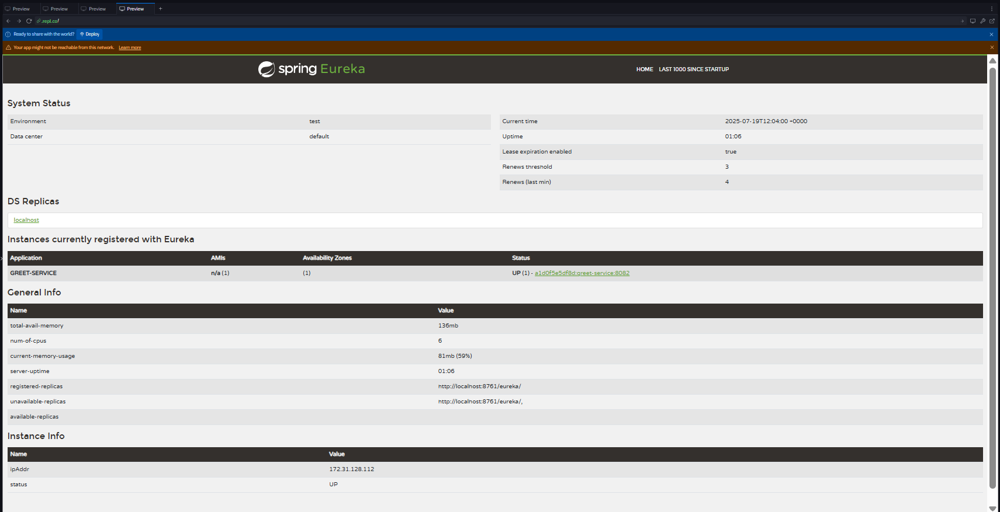 Preview Preview Preview Preview +
.repl.co/
Ready to share with the world? Deploy
Your app might not be reachable from this network. Learn more
spring Eureka HOME LAST 1000 SINCE STARTUP
System Status
Environment test
Data center default
Current time 2025-07-19T12:04:00 +0000
Uptime 01:06
Lease expiration enabled true
Renews threshold 3
Renews (last min) 4
DS Replicas
localhost
Instances currently registered with Eureka
Application AMIs Availability Zones Status
GREET-SERVICE n/a (1) (1) UP (1) - a1d0f5e5df8d:greet-service:8082
General Info
Name Value
total-avail-memory 136mb
num-of-cpus 6
current-memory-usage 81mb (59%)
server-uptime 01:06
registered-replicas http://localhost:8761/eureka/
unavailable-replicas http://localhost:8761/eureka/,
available-replicas
Instance Info
Name Value
ipAddr 172.31.128.112
status UP